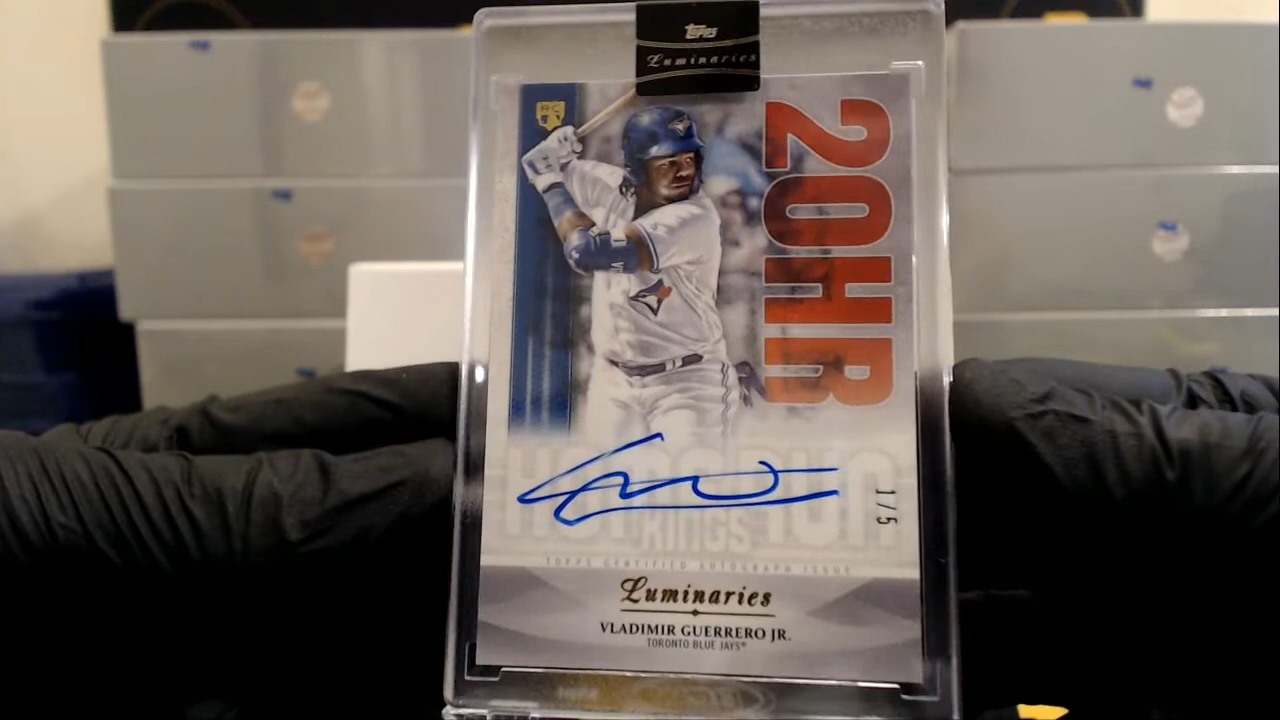 Topps
Luminaries
RC
20HR
HOME RUN
KINGS
1/5
TOPPS CERTIFIED AUTOGRAPH ISSUE
Luminaries
VLADIMIR GUERRERO JR.
TORONTO BLUE JAYS®